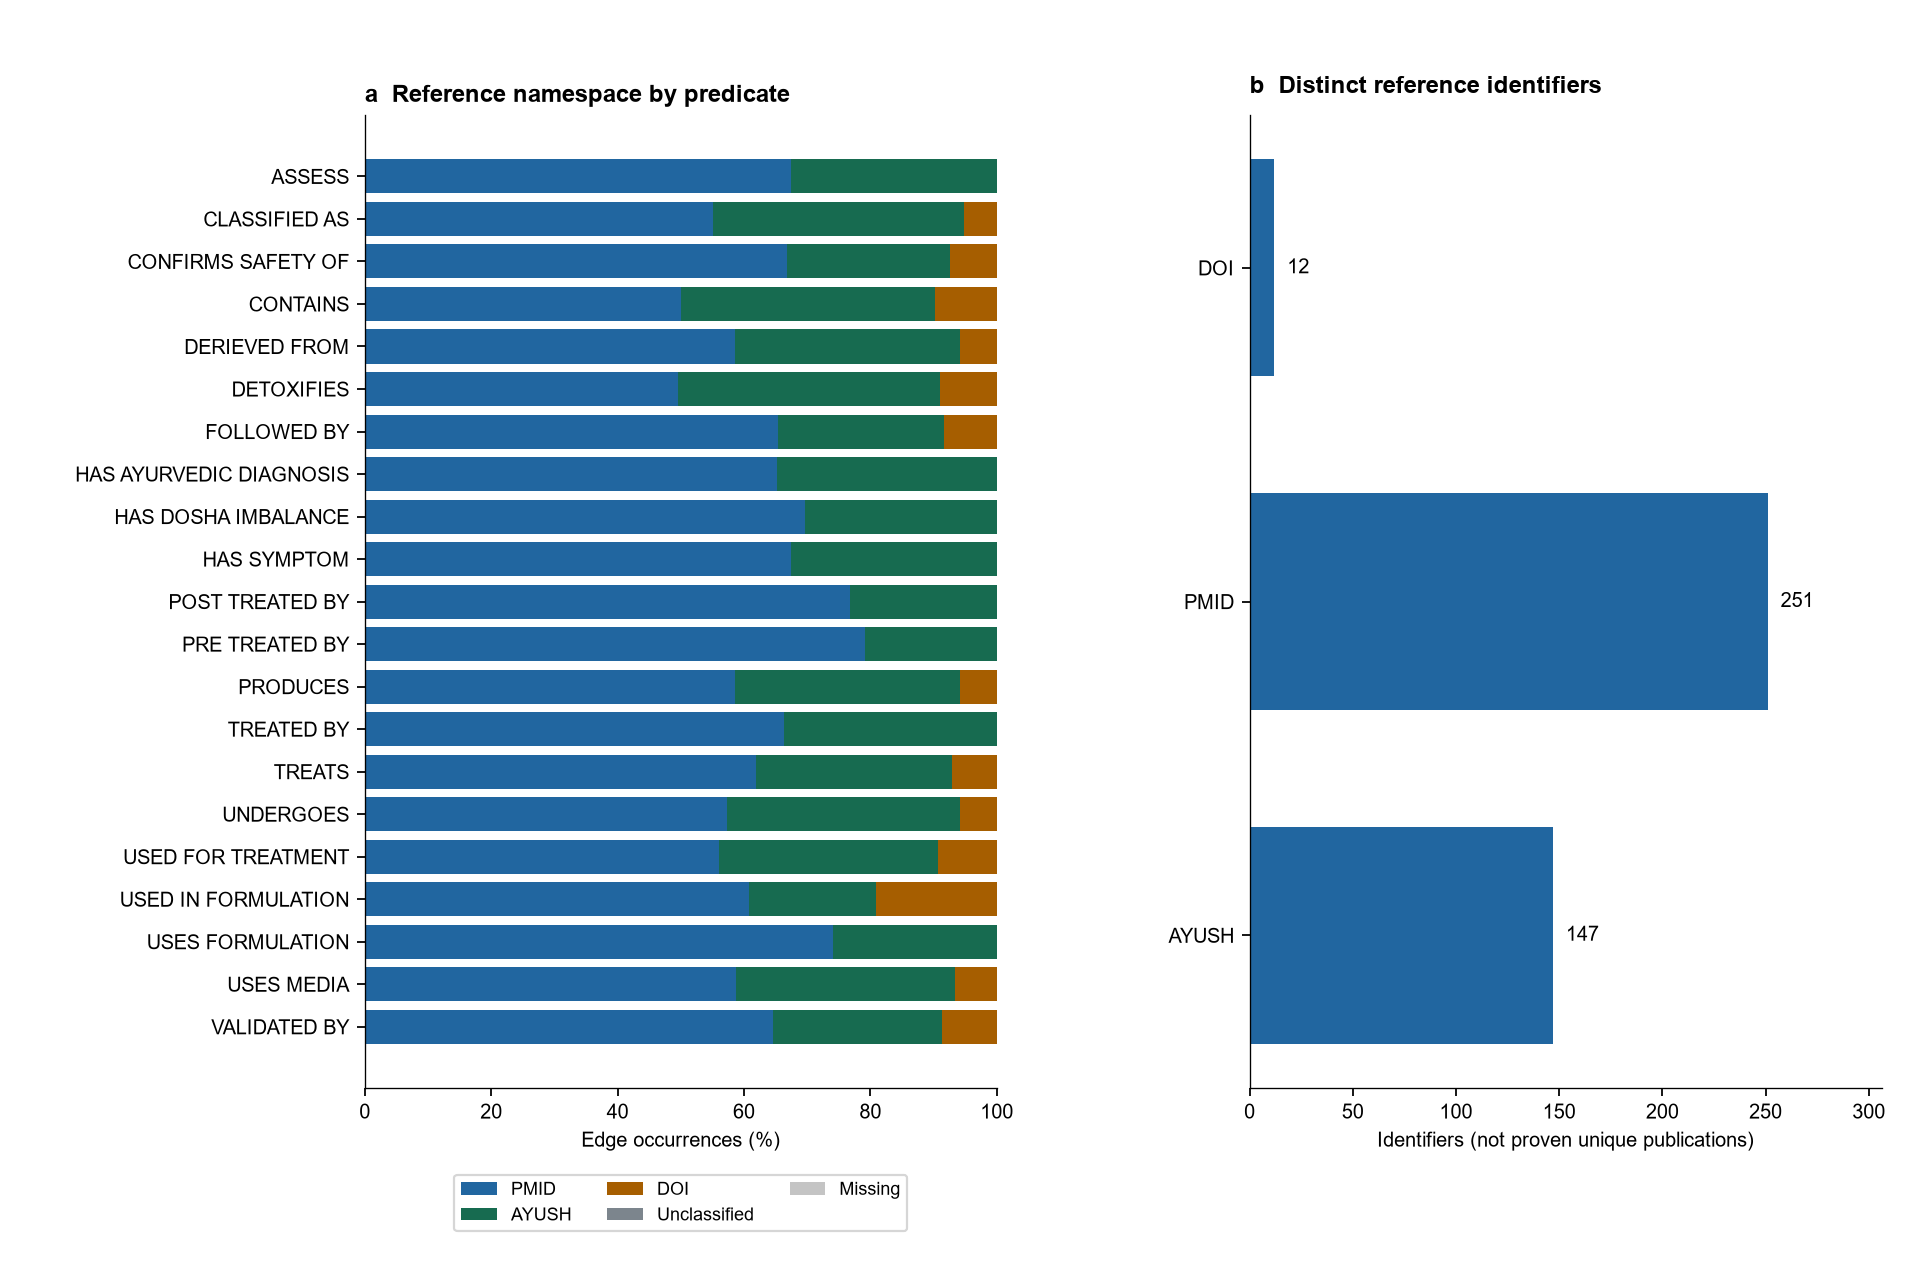 a Reference namespace by predicate
ASSESS
CLASSIFIED AS
CONFIRMS SAFETY OF
CONTAINS
DERIEVED FROM
DETOXIFIES
FOLLOWED BY
HAS AYURVEDIC DIAGNOSIS
HAS DOSHA IMBALANCE
HAS SYMPTOM
POST TREATED BY
PRE TREATED BY
PRODUCES
TREATED BY
TREATS
UNDERGOES
USED FOR TREATMENT
USED IN FORMULATION
USES FORMULATION
USES MEDIA
VALIDATED BY
0 20 40 60 80 100
Edge occurrences (%)
PMID DOI Missing
AYUSH Unclassified
b Distinct reference identifiers
DOI 12
PMID 251
AYUSH 147
0 50 100 150 200 250 300
Identifiers (not proven unique publications)